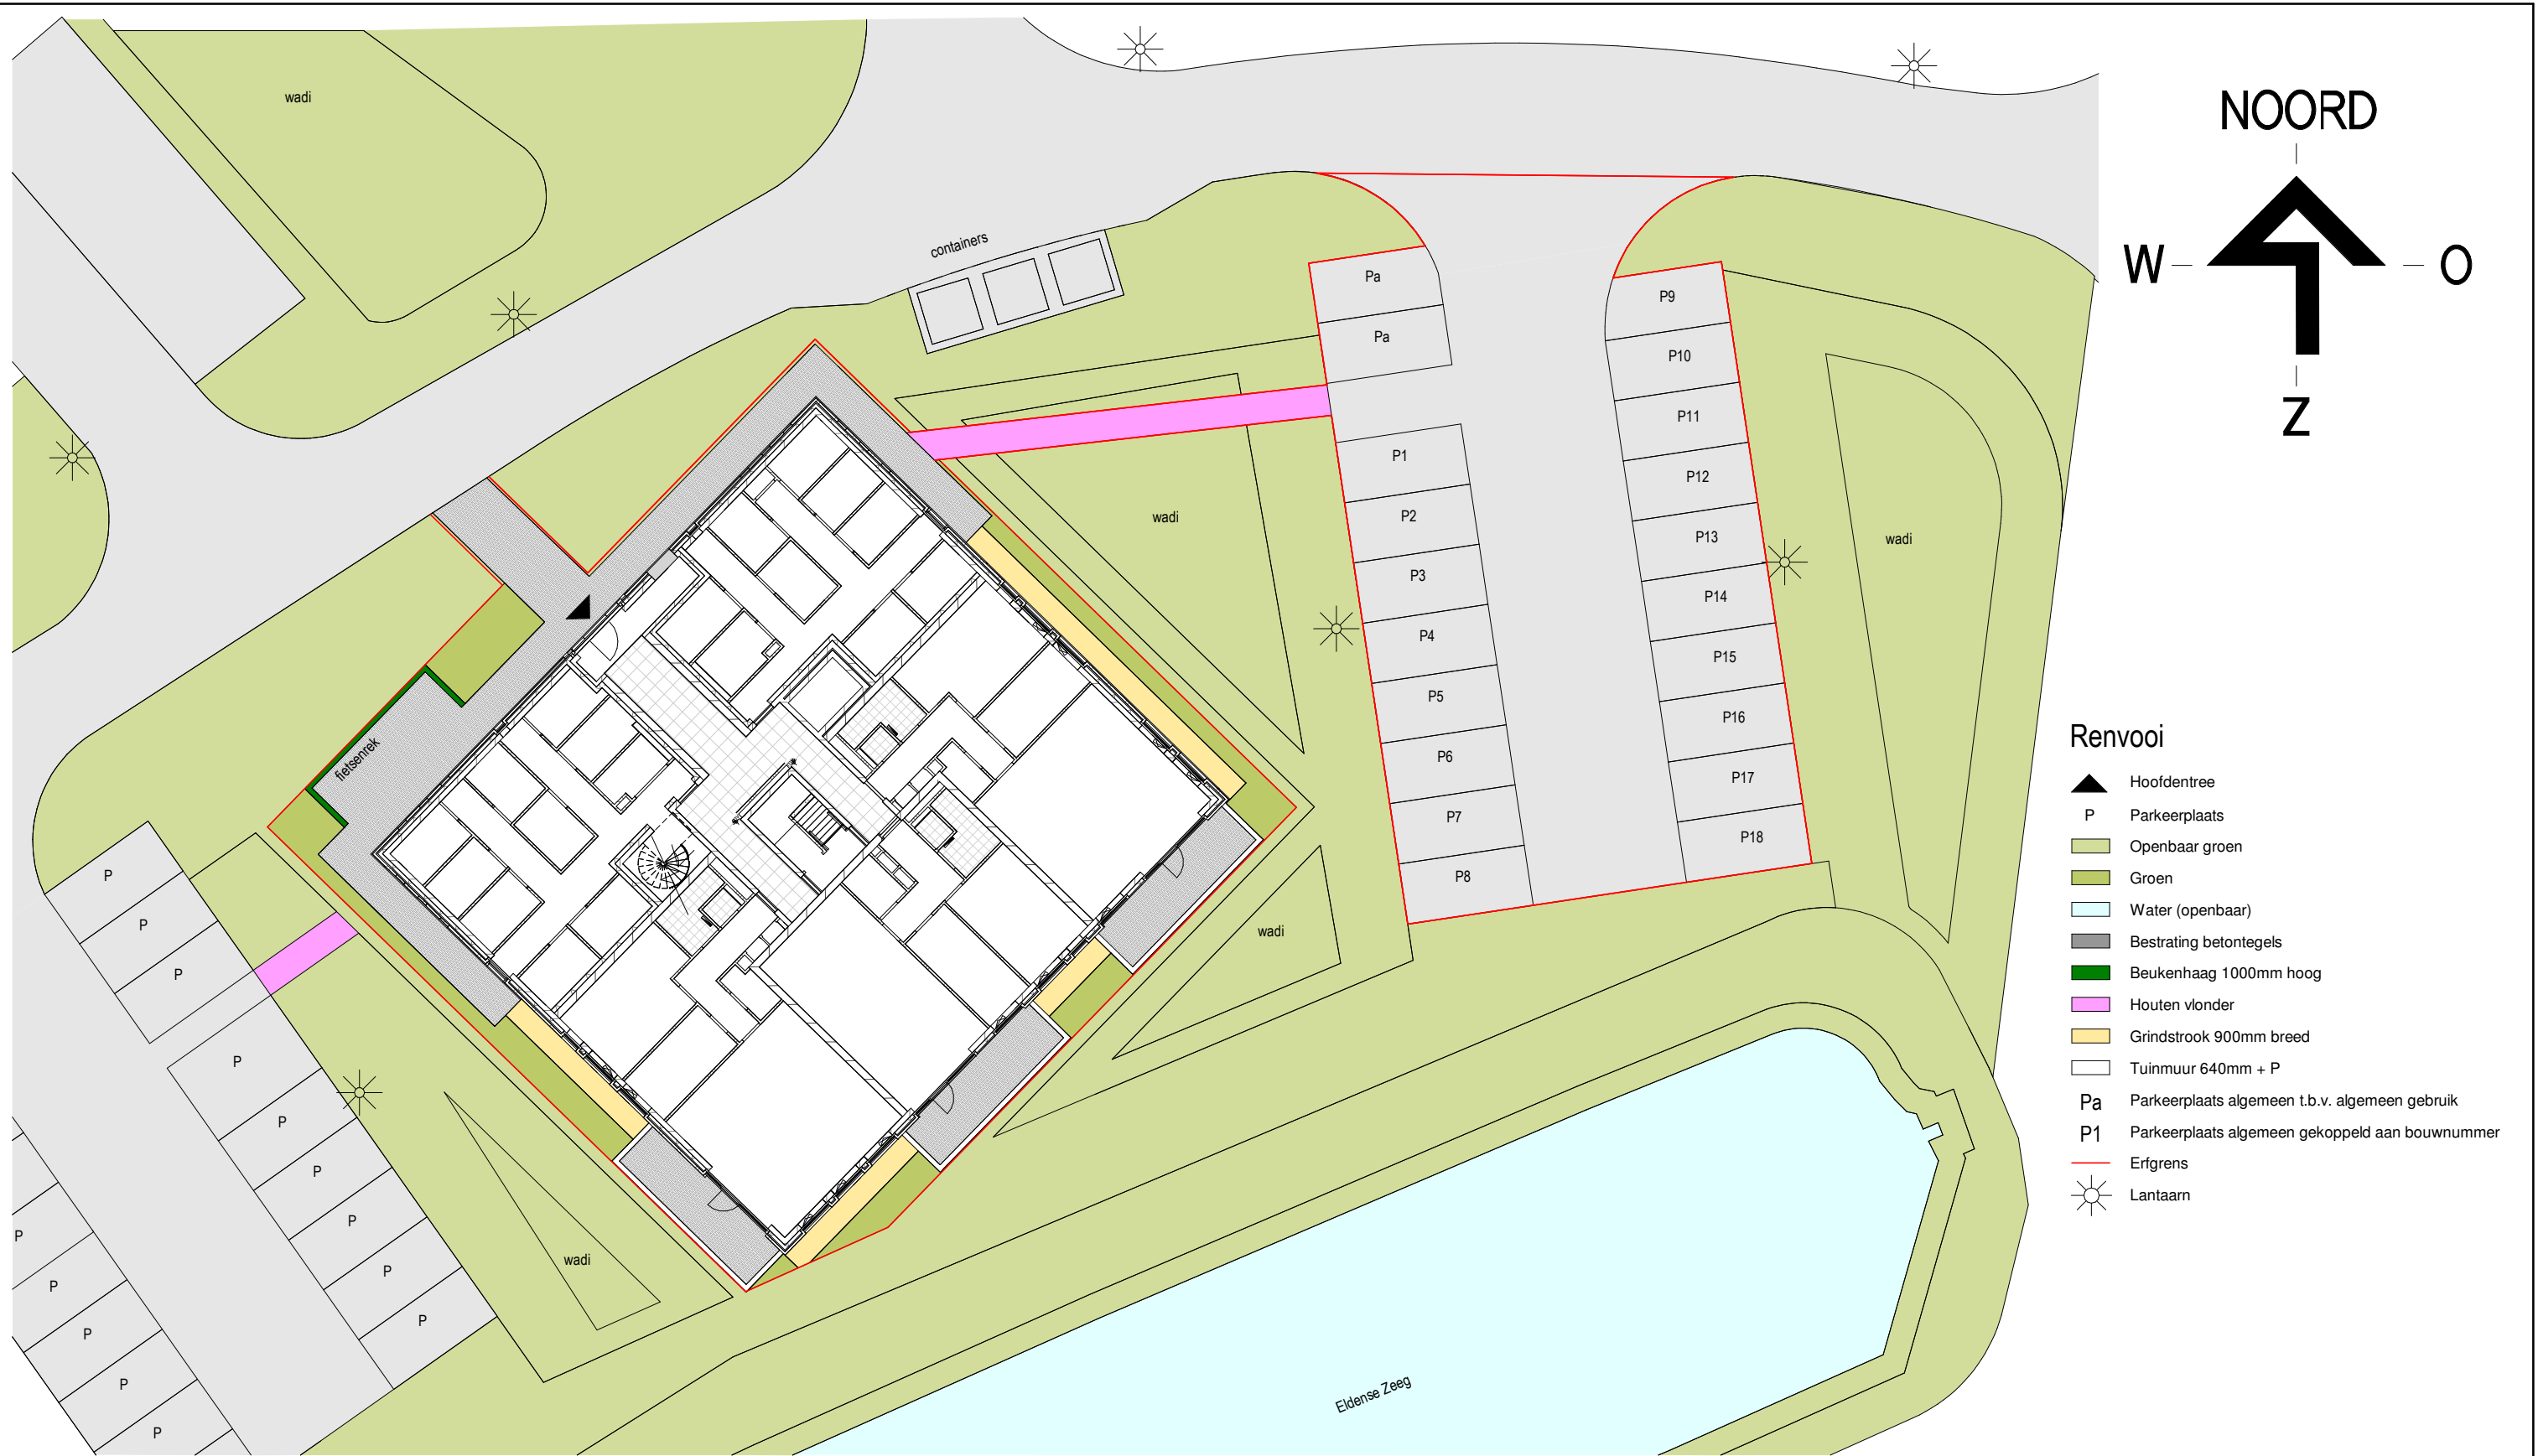 wadi
containers
NOORD
W
O
Z
Pa
Pa
P1
P2
P3
P4
P5
P6
P7
P8
P9
P10
P11
P12
P13
P14
P15
P16
P17
P18
wadi
wadi
wadi
fietsenrek
P
P
P
P
P
P
P
P
P
P
P
P
P
P
wadi
Eldense Zeeg
Renvooi
Hoofdentree
P Parkeerplaats
Openbaar groen
Groen
Water (openbaar)
Bestrating betontegels
Beukenhaag 1000mm hoog
Houten vlonder
Grindstrook 900mm breed
Tuinmuur 640mm + P
Pa Parkeerplaats algemeen t.b.v. algemeen gebruik
P1 Parkeerplaats algemeen gekoppeld aan bouwnummer
Erfgrens
Lantaarn